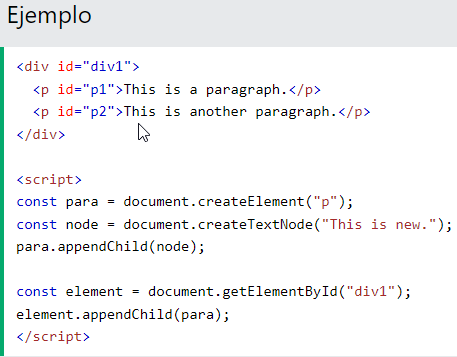 Ejemplo
<div id="div1">
  <p id="p1">This is a paragraph.</p>
  <p id="p2">This is another paragraph.</p>
</div>

<script>
const para = document.createElement("p");
const node = document.createTextNode("This is new.");
para.appendChild(node);

const element = document.getElementById("div1");
element.appendChild(para);
</script>